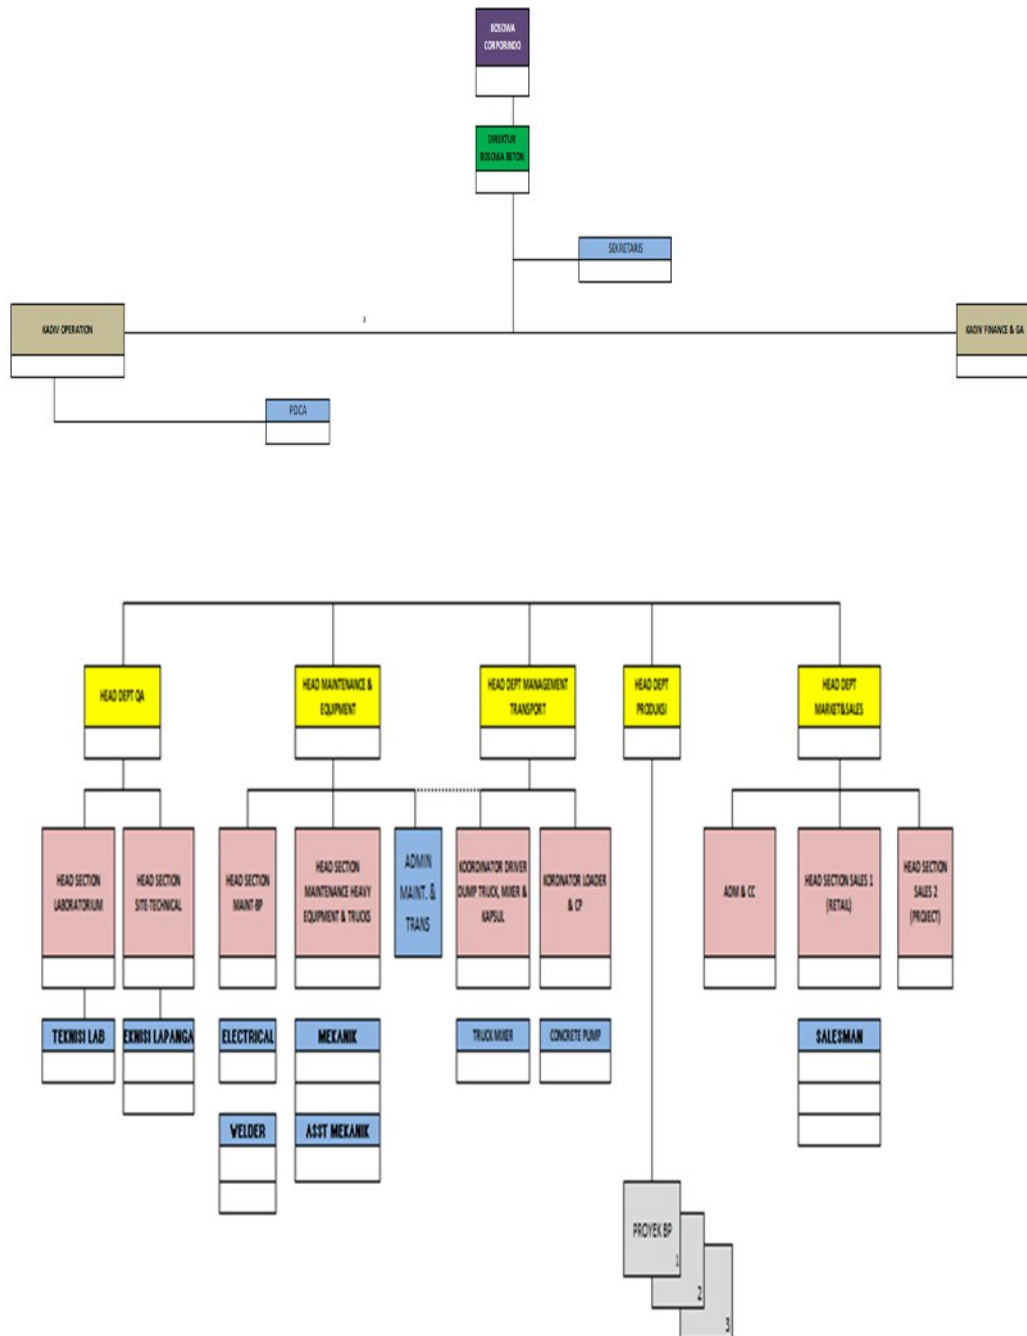 BOSOWA
CORPORINDO
DIREKTUR
BOSOWA BETON
SEKRETARIS
KADIV OPERATION
KADIV FINANCE & GA
PDCA
HEAD DEPT QA
HEAD MAINTENANCE &
EQUIPMENT
HEAD DEPT MANAGEMENT
TRANSPORT
HEAD DEPT
PRODUKSI
HEAD DEPT
MARKET&SALES
HEAD SECTION
LABORATORIUM
HEAD SECTION
SITE-TECHNICAL
HEAD SECTION
MAINT-BP
HEAD SECTION
MAINTENANCE HEAVY
EQUIPMENT & TRUCKS
ADMIN
MAINT. &
TRANS
KOORDINATOR DRIVER
DUMP TRUCK, MIXER &
KAPSUL
KORDNATOR LOADER
& CP
ADM & CC
HEAD SECTION SALES 1
(RETAIL)
HEAD SECTION
SALES 2
(PROJECT)
TEKNISI LAB
EKNISI LAPANGA
ELECTRICAL
MEKANIK
TRUCK MIXER
CONCRETE PUMP
SALESMAN
WELDER
ASST MEKANIK
PROYEK BP
1
2
3